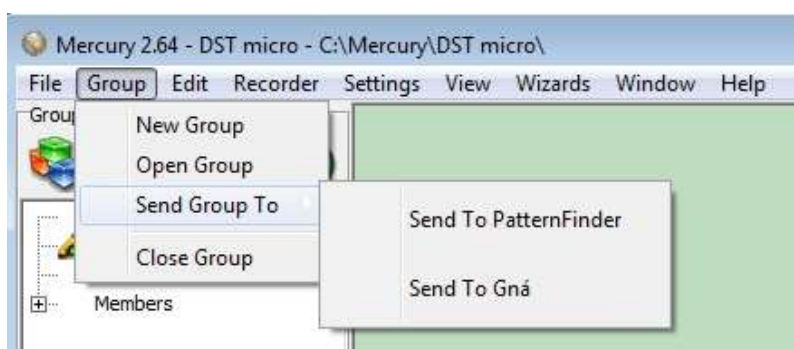 Mercury 2.64 - DST micro - C:\Mercury\DST micro\
File Group Edit Recorder Settings View Wizards Window Help
Grou
New Group
Open Group
Send Group To
Send To PatternFinder
Close Group
Send To Gná
Members